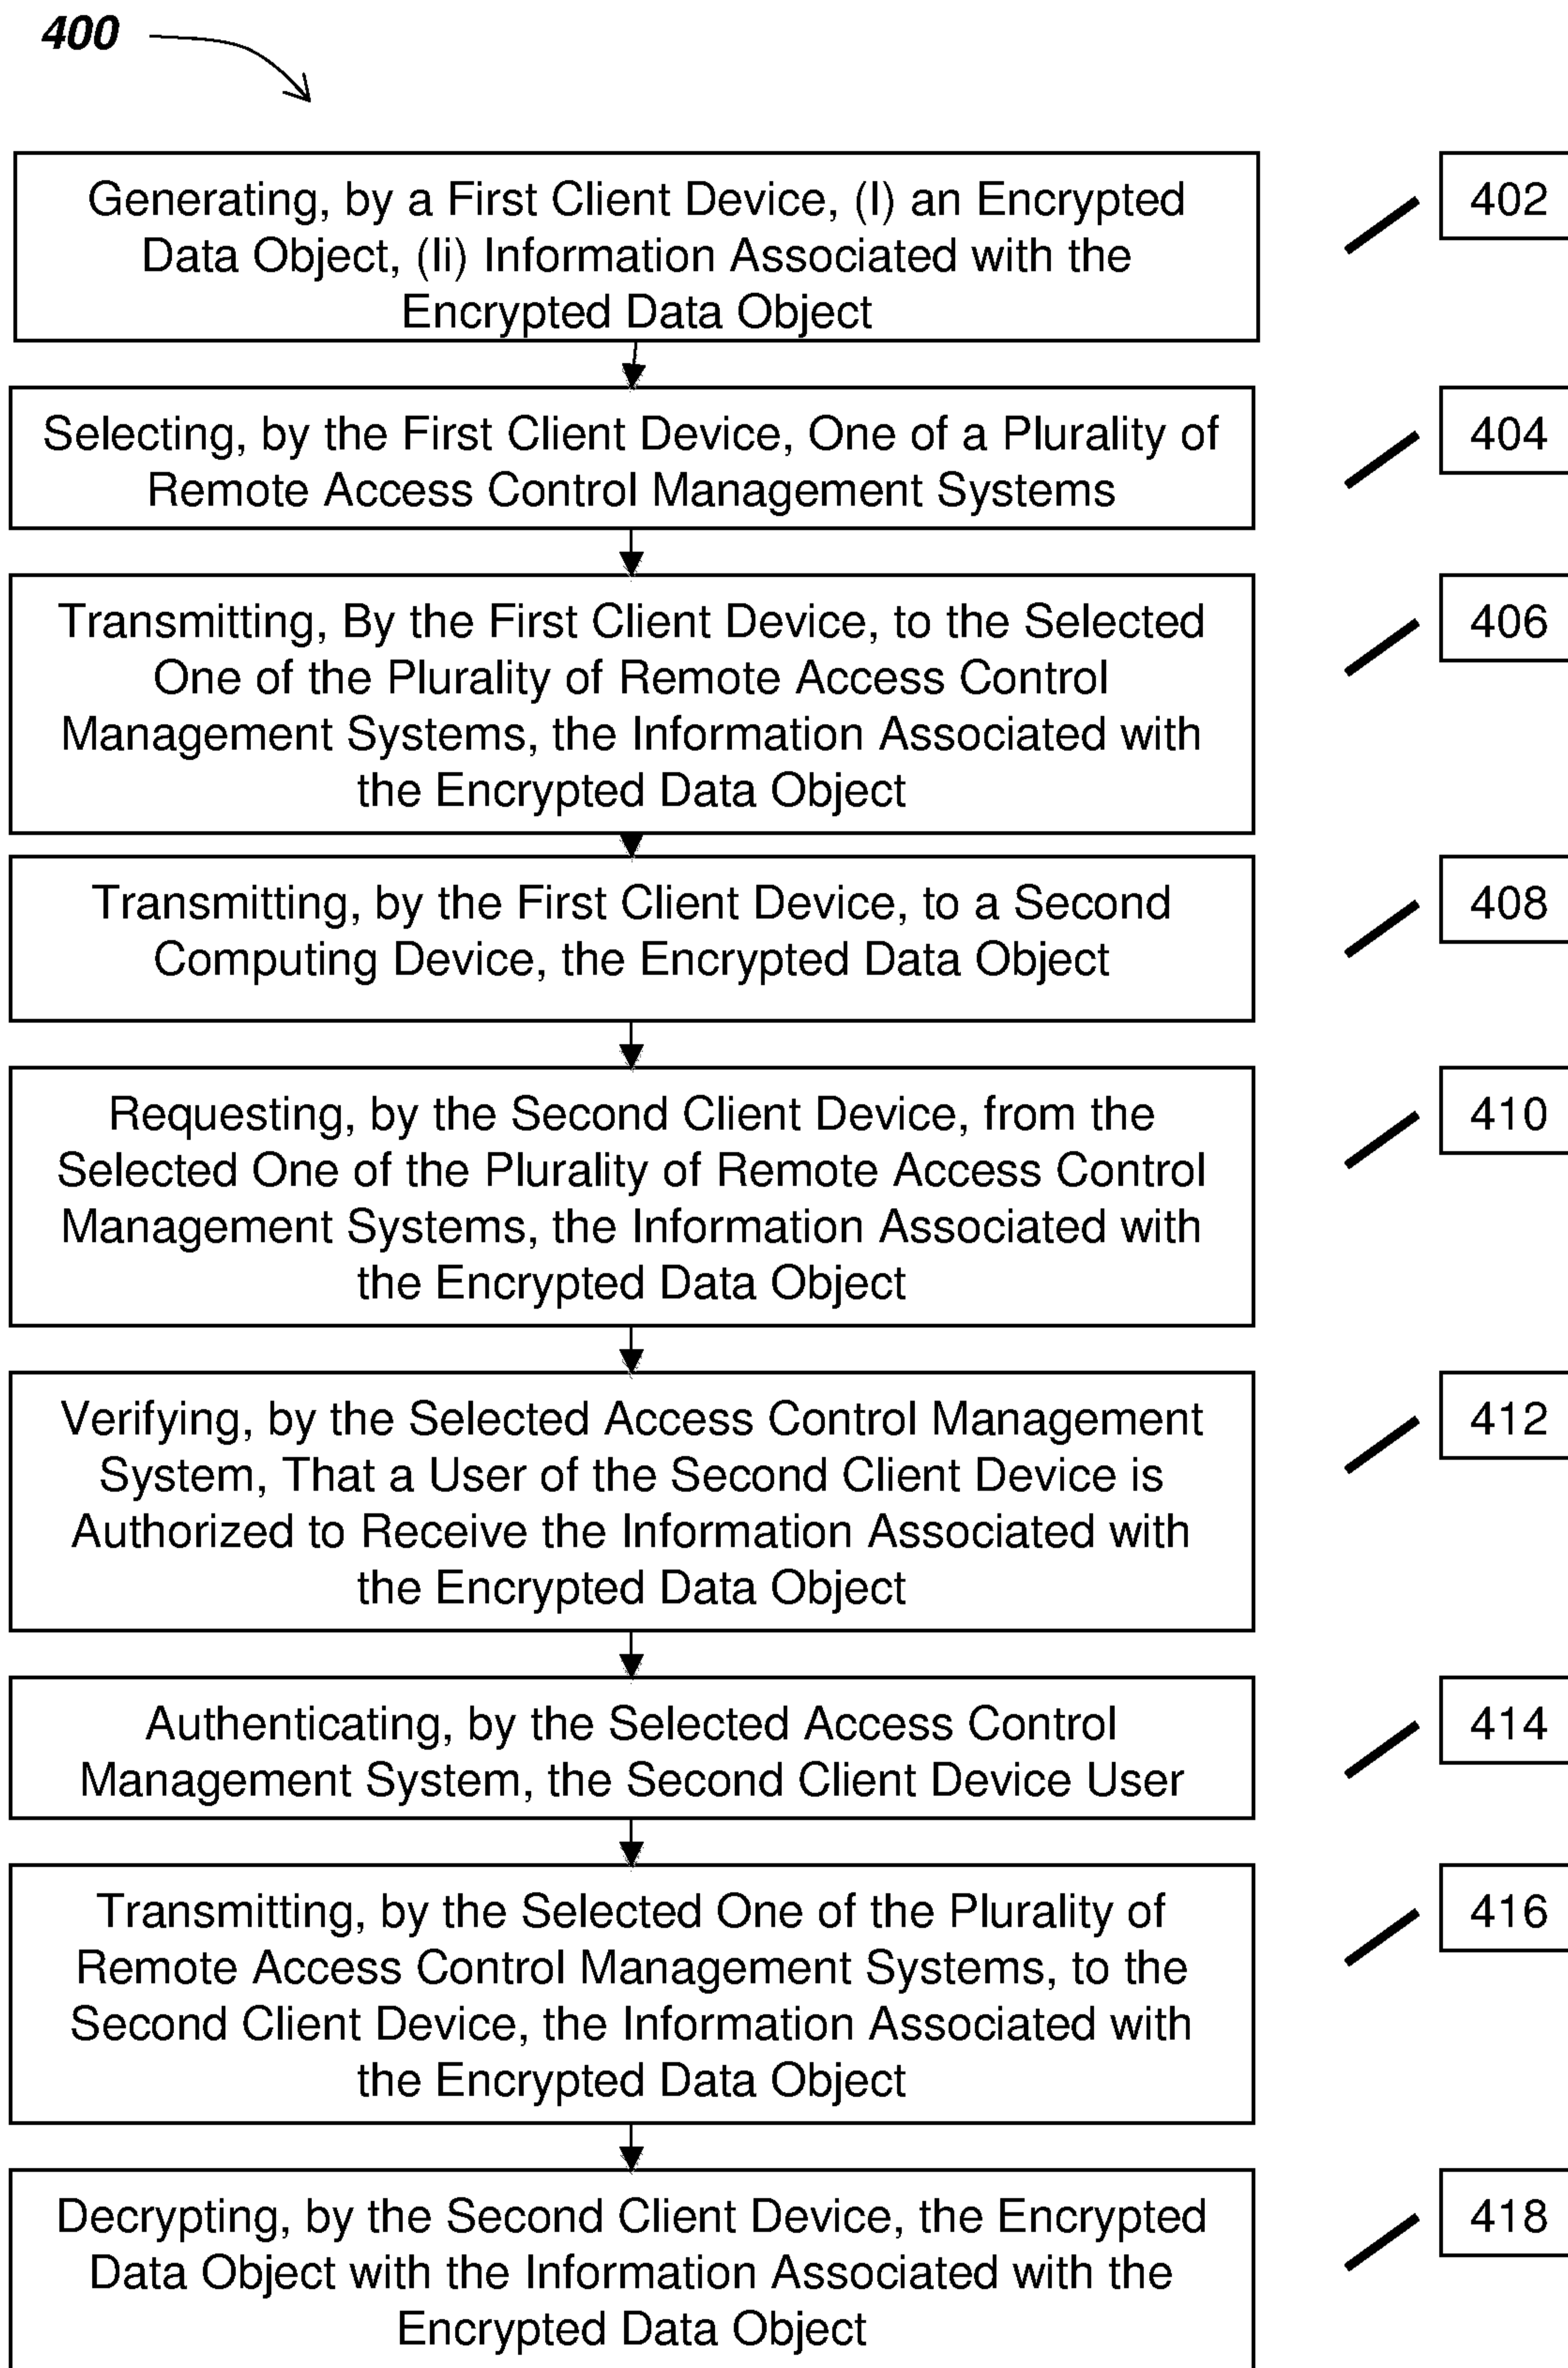 400
Generating, by a First Client Device, (I) an Encrypted
Data Object, (Ii) Information Associated with the
Encrypted Data Object
402
Selecting, by the First Client Device, One of a Plurality of
Remote Access Control Management Systems
404
Transmitting, By the First Client Device, to the Selected
One of the Plurality of Remote Access Control
Management Systems, the Information Associated with
the Encrypted Data Object
406
Transmitting, by the First Client Device, to a Second
Computing Device, the Encrypted Data Object
408
Requesting, by the Second Client Device, from the
Selected One of the Plurality of Remote Access Control
Management Systems, the Information Associated with
the Encrypted Data Object
410
Verifying, by the Selected Access Control Management
System, That a User of the Second Client Device is
Authorized to Receive the Information Associated with
the Encrypted Data Object
412
Authenticating, by the Selected Access Control
Management System, the Second Client Device User
414
Transmitting, by the Selected One of the Plurality of
Remote Access Control Management Systems, to the
Second Client Device, the Information Associated with
the Encrypted Data Object
416
Decrypting, by the Second Client Device, the Encrypted
Data Object with the Information Associated with the
Encrypted Data Object
418